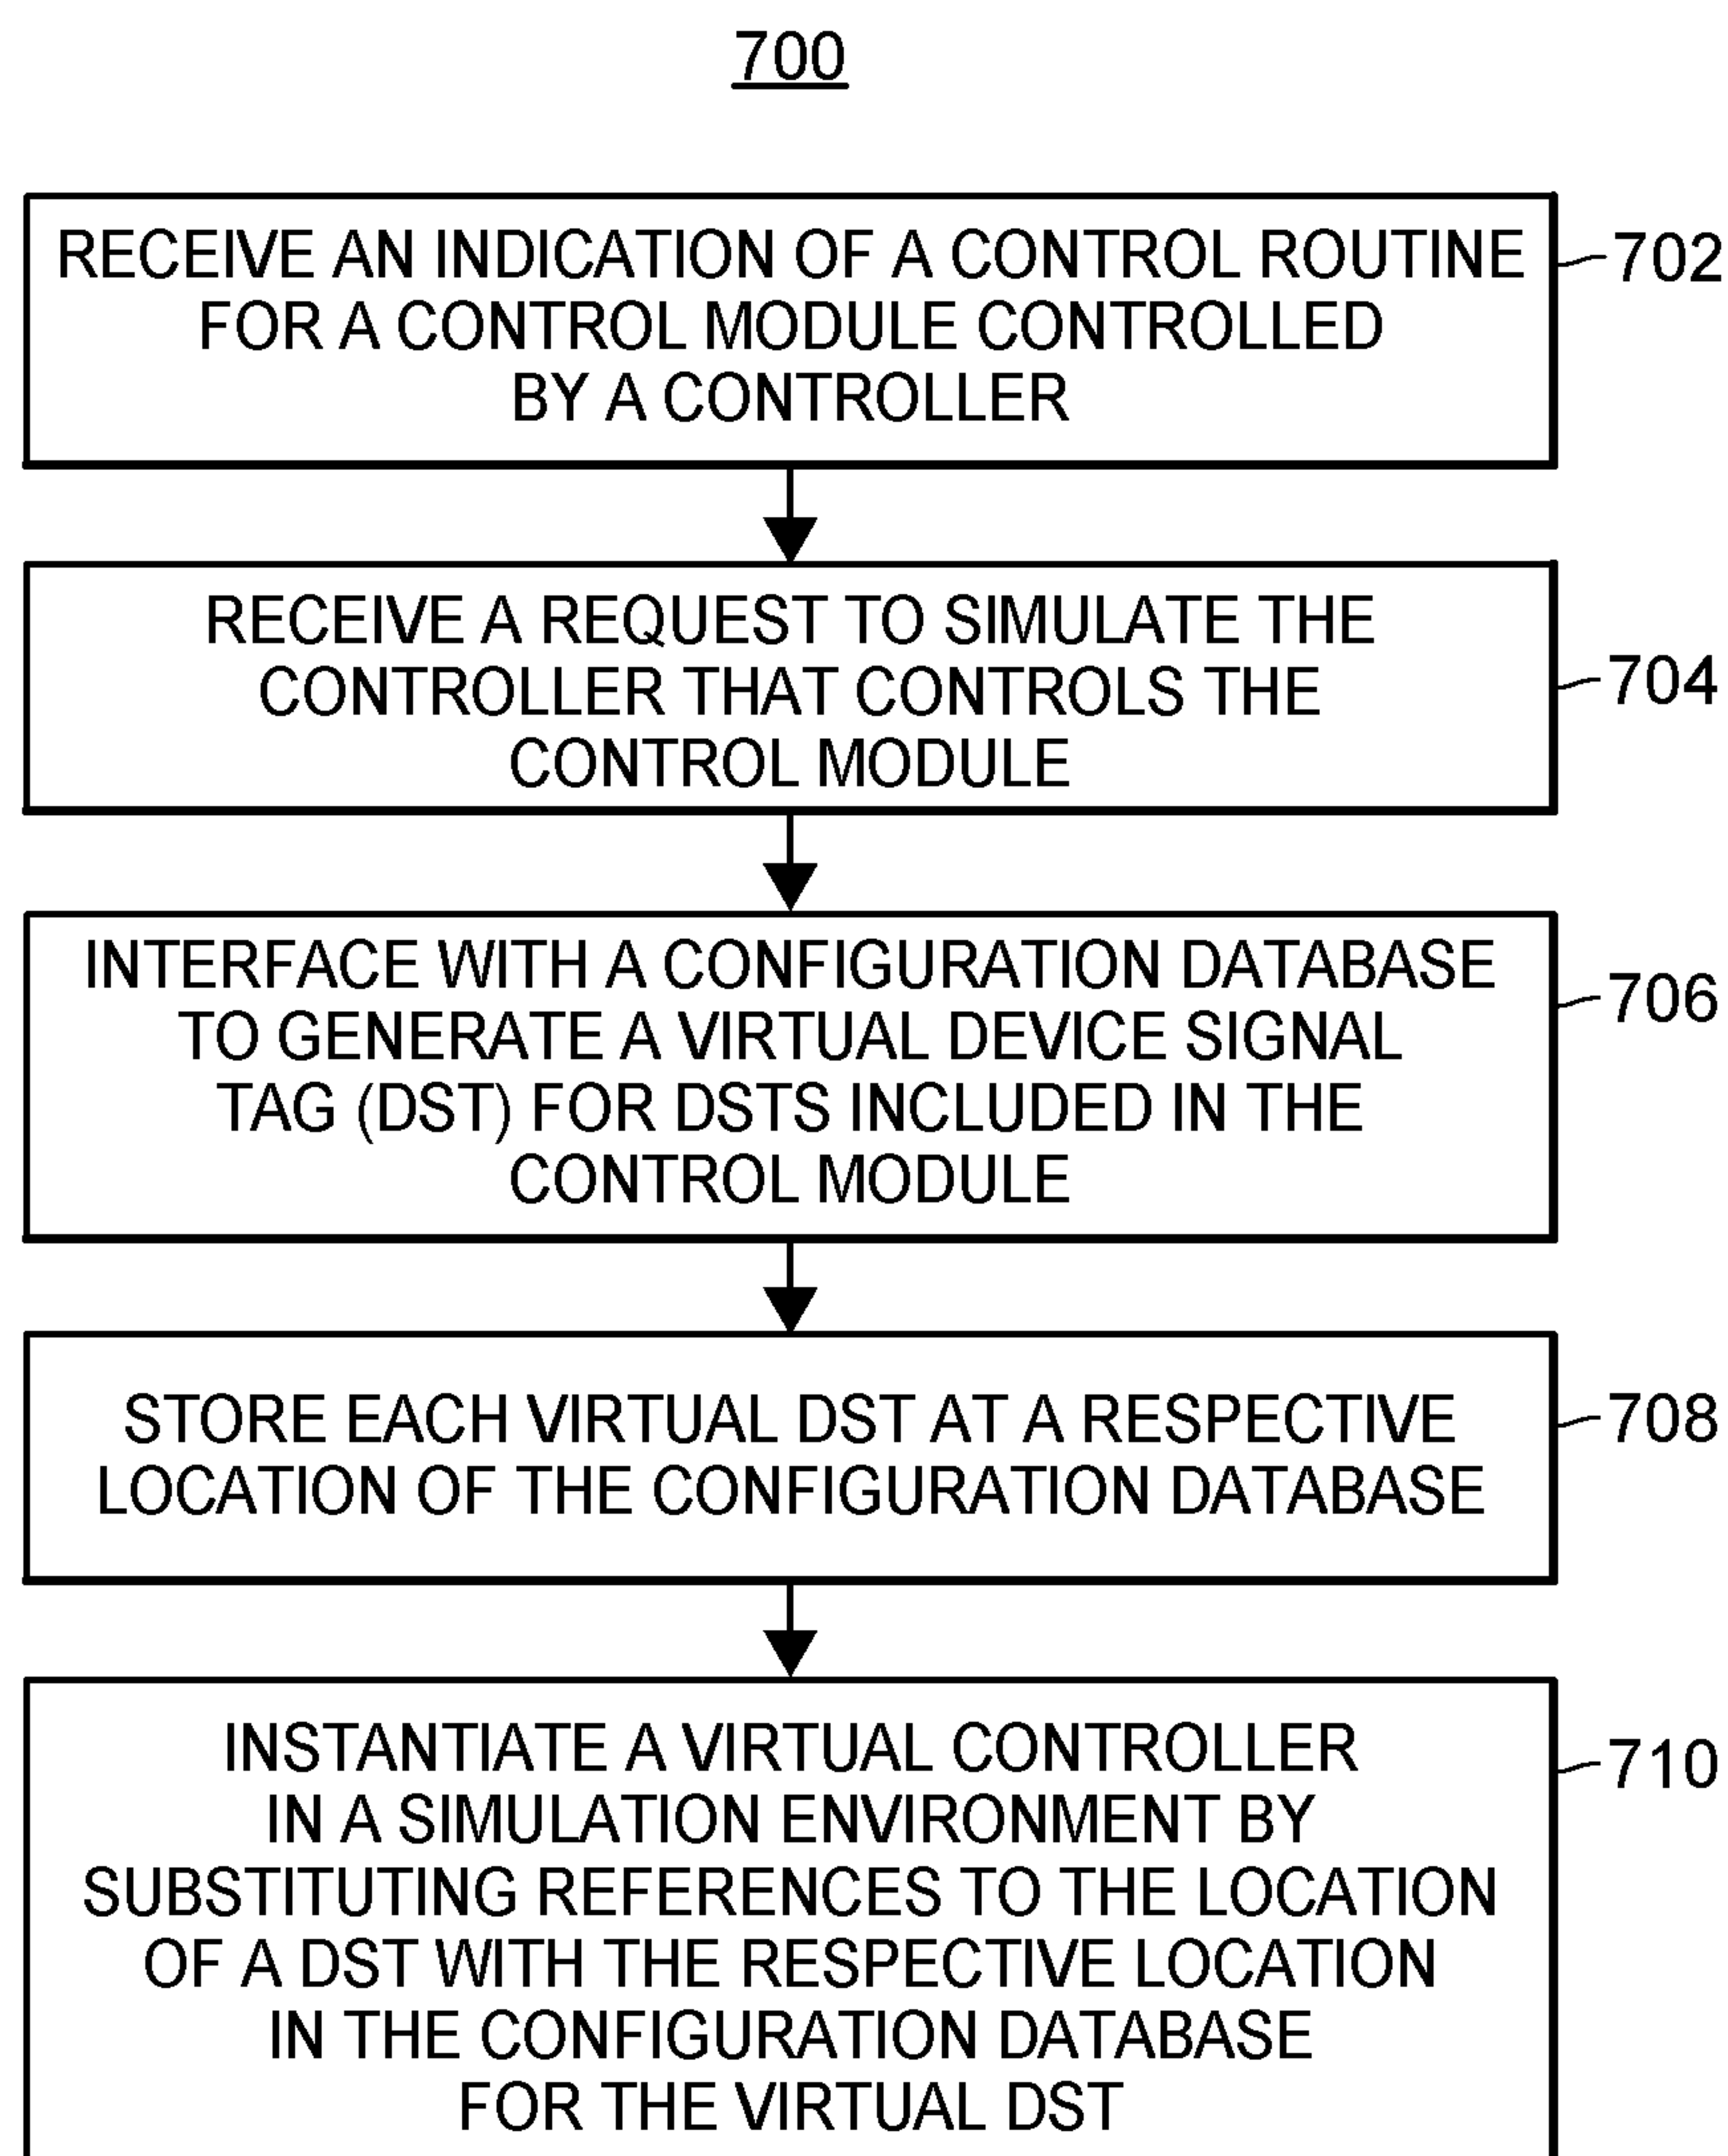 700
RECEIVE AN INDICATION OF A CONTROL ROUTINE
FOR A CONTROL MODULE CONTROLLED
BY A CONTROLLER
702
RECEIVE A REQUEST TO SIMULATE THE
CONTROLLER THAT CONTROLS THE
CONTROL MODULE
704
INTERFACE WITH A CONFIGURATION DATABASE
TO GENERATE A VIRTUAL DEVICE SIGNAL
TAG (DST) FOR DSTS INCLUDED IN THE
CONTROL MODULE
706
STORE EACH VIRTUAL DST AT A RESPECTIVE
LOCATION OF THE CONFIGURATION DATABASE
708
INSTANTIATE A VIRTUAL CONTROLLER
IN A SIMULATION ENVIRONMENT BY
SUBSTITUTING REFERENCES TO THE LOCATION
OF A DST WITH THE RESPECTIVE LOCATION
IN THE CONFIGURATION DATABASE
FOR THE VIRTUAL DST
710